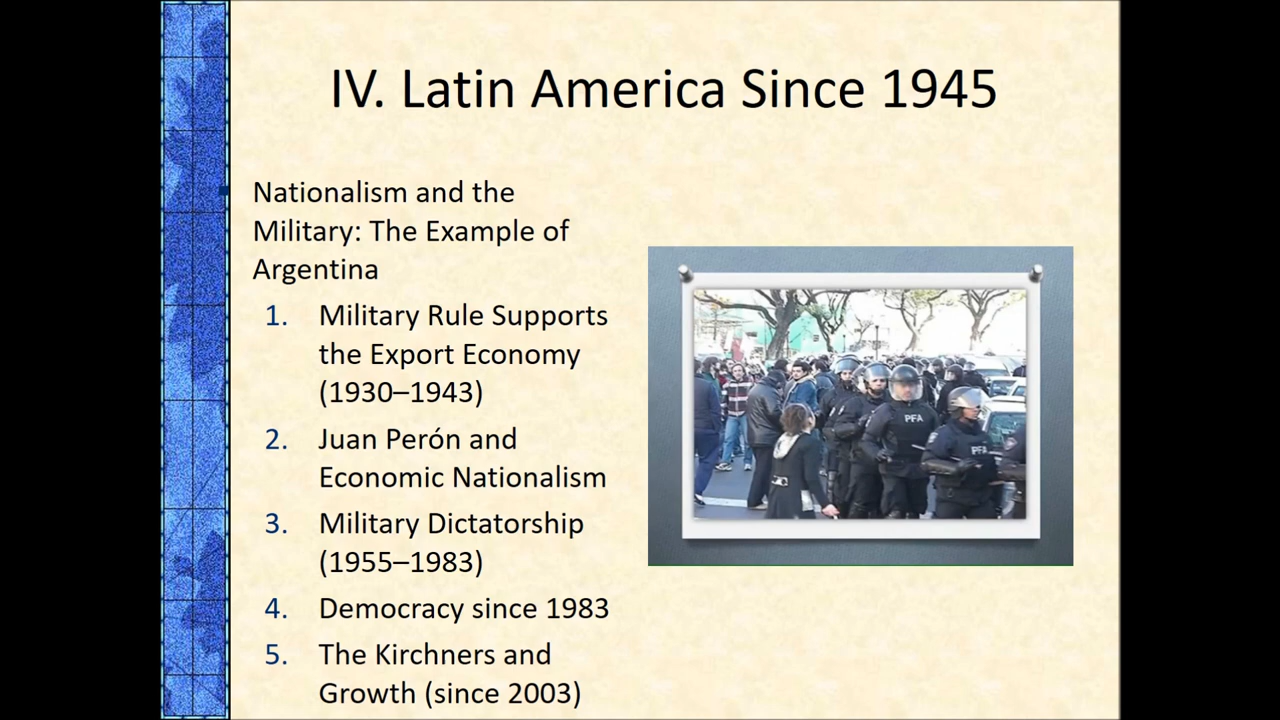 IV. Latin America Since 1945
Nationalism and the
Military: The Example of
Argentina
1. Military Rule Supports
the Export Economy
(1930–1943)
2. Juan Perón and
Economic Nationalism
3. Military Dictatorship
(1955–1983)
4. Democracy since 1983
5. The Kirchners and
Growth (since 2003)
PFA
PFA